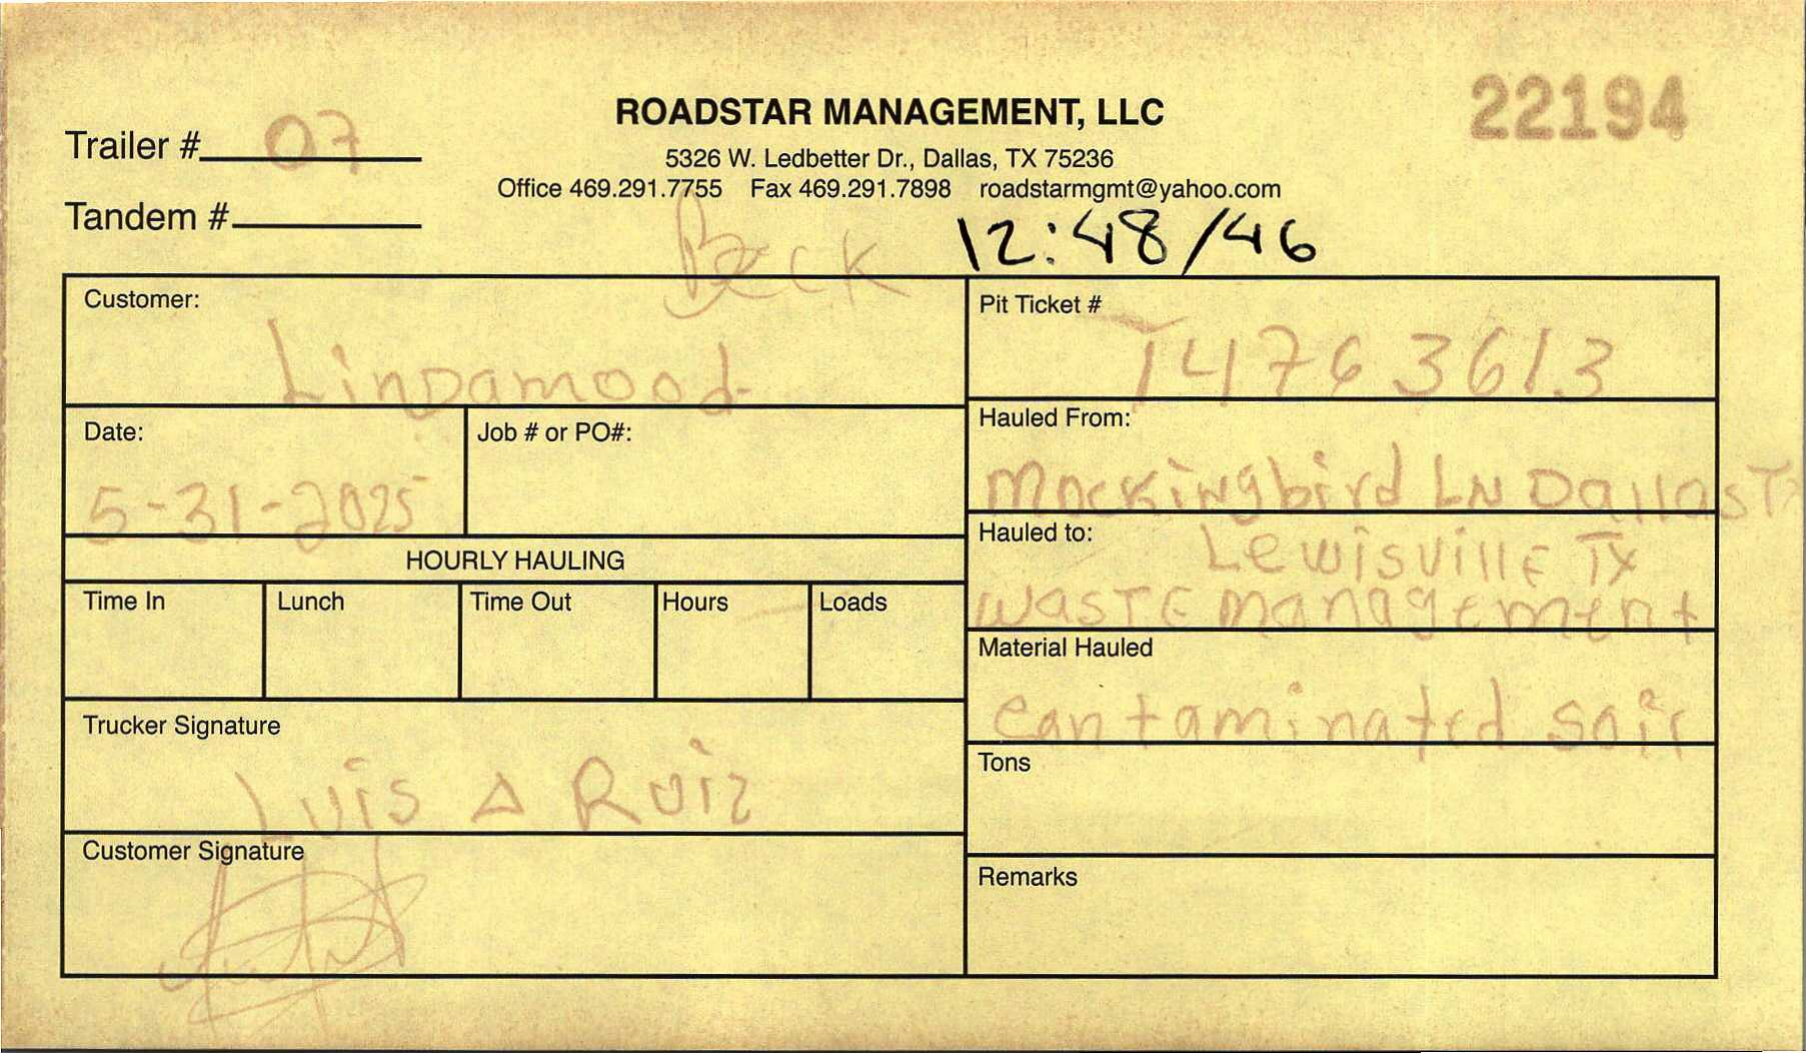 22194
ROADSTAR MANAGEMENT, LLC
Trailer # 07
5326 W. Ledbetter Dr., Dallas, TX 75236
Office 469.291.7755 Fax 469.291.7898 roadstarmgmt@yahoo.com
Tandem #
Beck
12:48/46
Customer:
Lindamood
Pit Ticket #
14763613
Date:
5-31-2025
Job # or PO#:
Hauled From:
Mockingbird LN Dallas T
Hauled to:
Lewisville TX
Waste management
HOURLY HAULING
Time In
Lunch
Time Out
Hours
Loads
Material Hauled
Contaminated soil
Trucker Signature
Luis A Ruiz
Tons
Customer Signature
Remarks